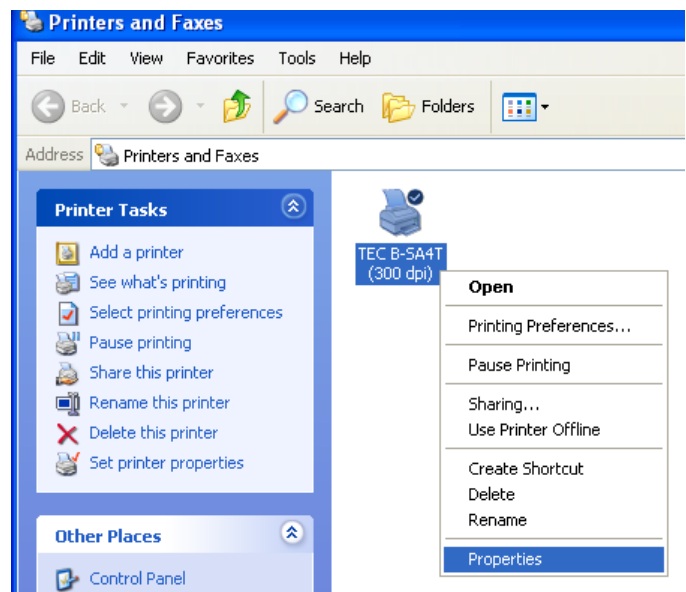 Printers and Faxes
File Edit View Favorites Tools Help
Back Search Folders
Address Printers and Faxes
Printer Tasks
Add a printer
See what's printing
Select printing preferences
Pause printing
Share this printer
Rename this printer
Delete this printer
Set printer properties
Other Places
Control Panel
TEC B-SA4T
(300 dpi)
Open
Printing Preferences...
Pause Printing
Sharing...
Use Printer Offline
Create Shortcut
Delete
Rename
Properties